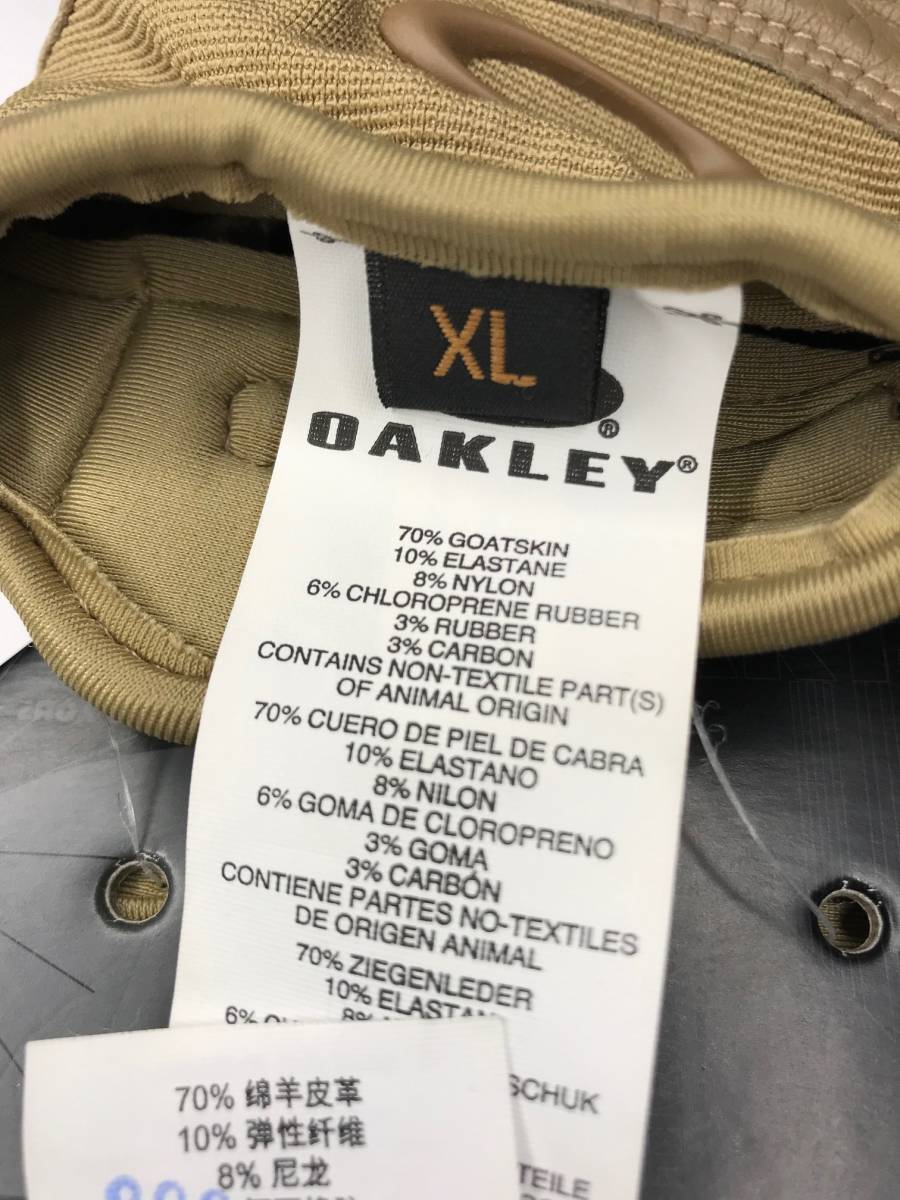 XL
OAKLEY®
®
70% GOATSKIN
10% ELASTANE
8% NYLON
6% CHLOROPRENE RUBBER
3% RUBBER
3% CARBON
CONTAINS NON-TEXTILE PART(S)
OF ANIMAL ORIGIN
70% CUERO DE PIEL DE CABRA
10% ELASTANO
8% NILON
6% GOMA DE CLOROPRENO
3% GOMA
3% CARBÓN
CONTIENE PARTES NO-TEXTILES
DE ORIGEN ANIMAL
70% ZIEGENLEDER
10% ELASTAN
6%
8%
SCHUK
TEILE
70% 绵羊皮革
10% 弹性纤维
8% 尼龙